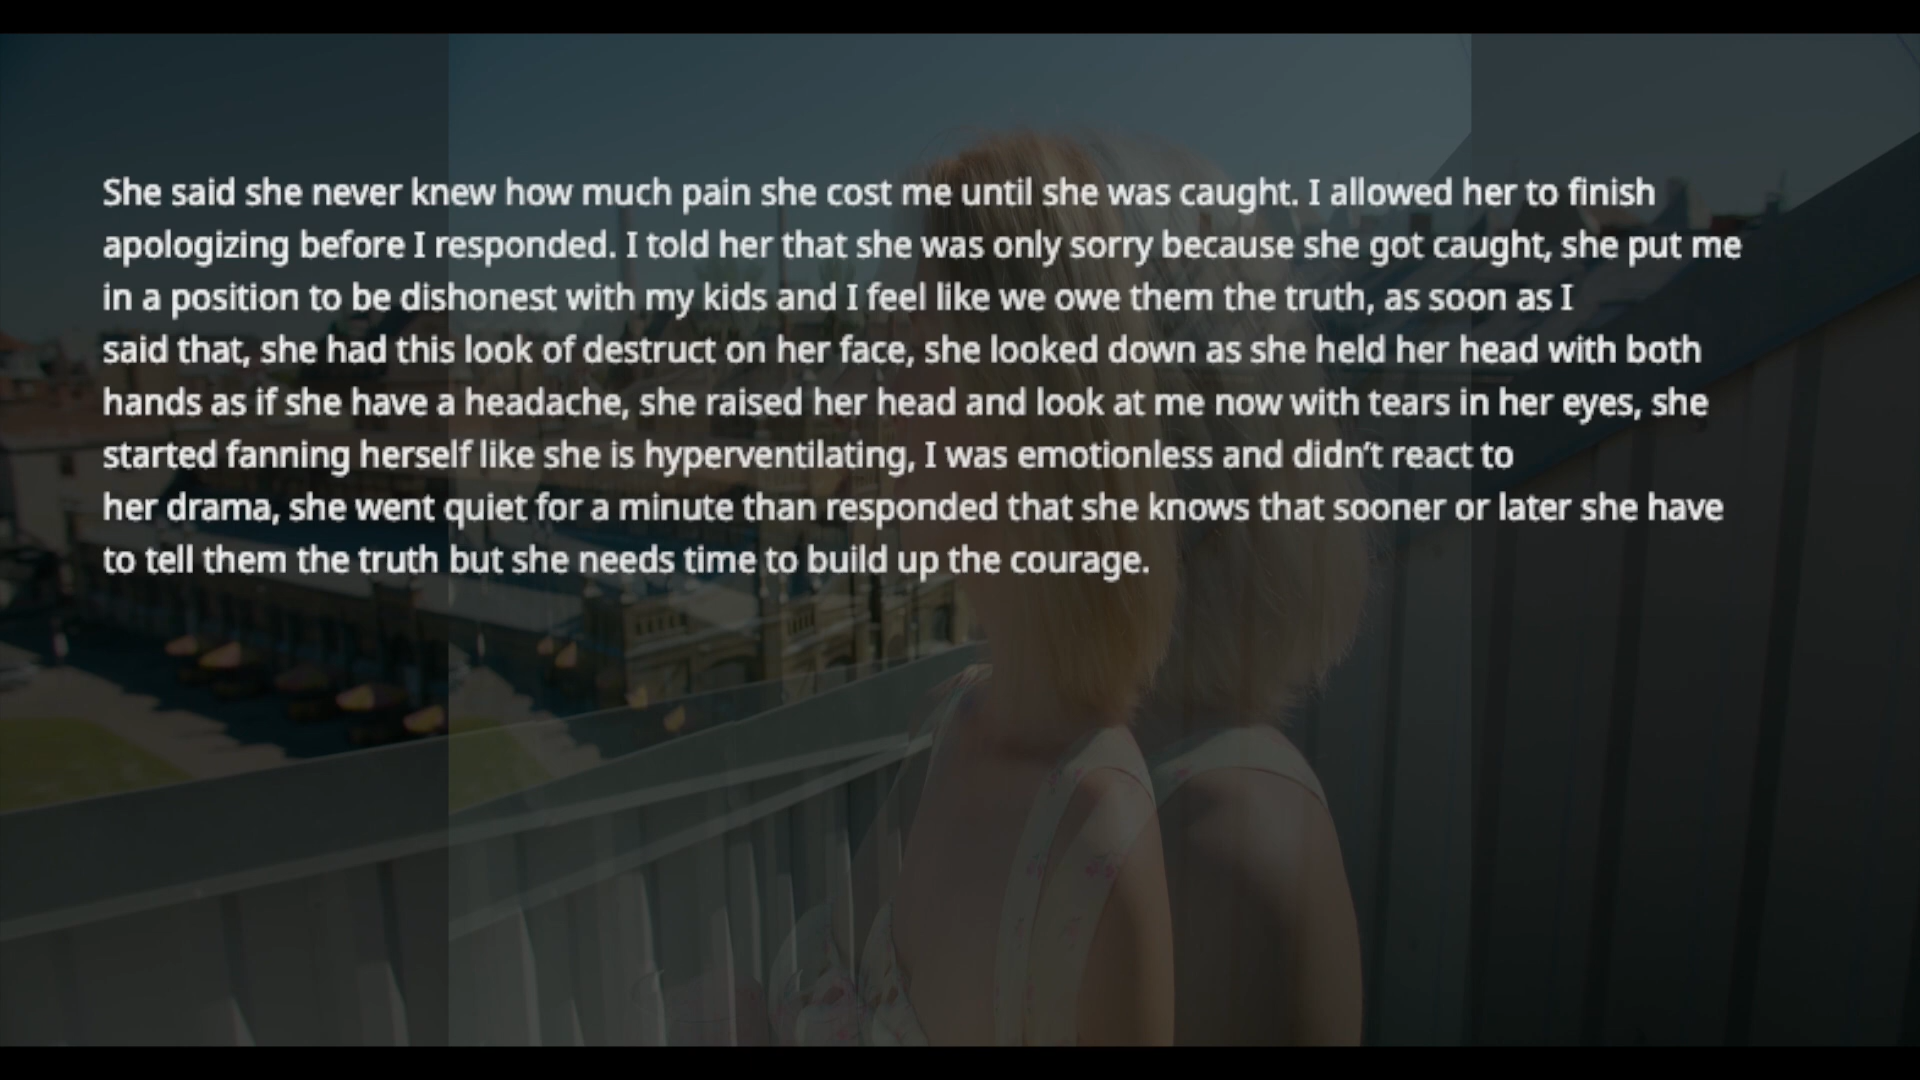 She said she never knew how much pain she cost me until she was caught. I allowed her to finish
apologizing before I responded. I told her that she was only sorry because she got caught, she put me
in a position to be dishonest with my kids and I feel like we owe them the truth, as soon as I
said that, she had this look of destruct on her face, she looked down as she held her head with both
hands as if she have a headache, she raised her head and look at me now with tears in her eyes, she
started fanning herself like she is hyperventilating, I was emotionless and didn’t react to
her drama, she went quiet for a minute than responded that she knows that sooner or later she have
to tell them the truth but she needs time to build up the courage.